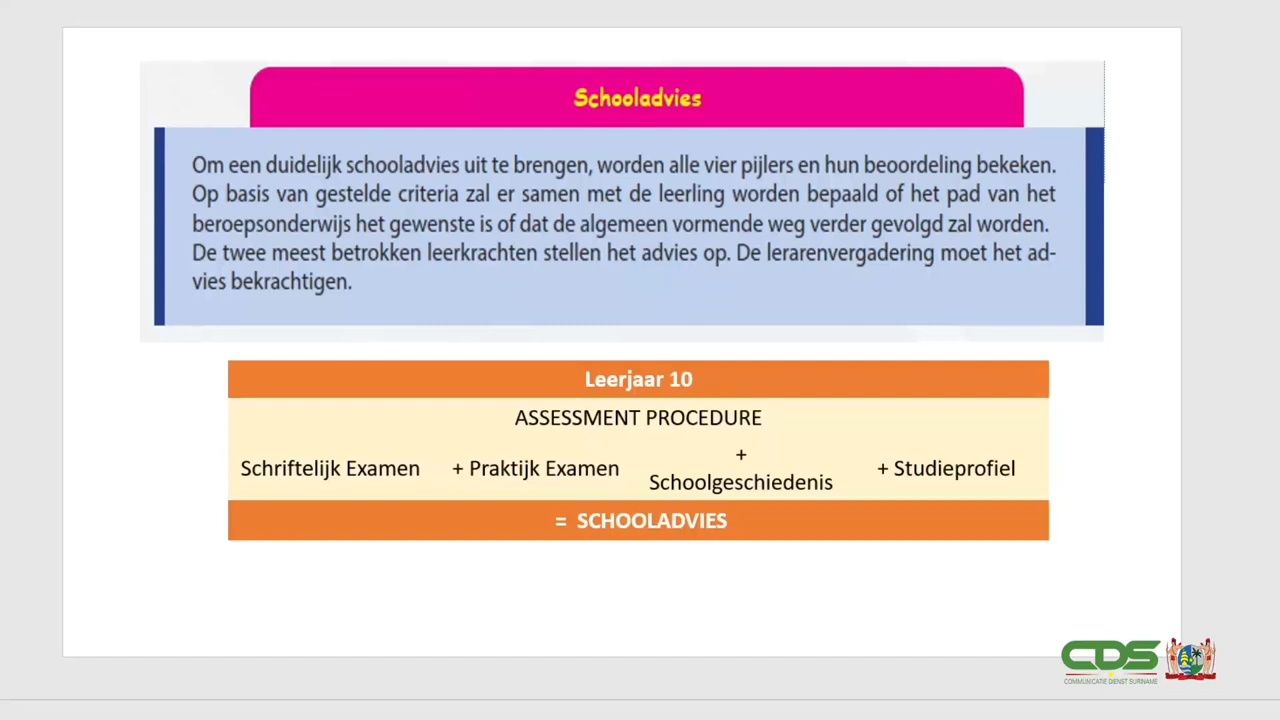 Schooladvies
Om een duidelijk schooladvies uit te brengen, worden alle vier pijlers en hun beoordeling bekeken.
Op basis van gestelde criteria zal er samen met de leerling worden bepaald of het pad van het
beroepsonderwijs het gewenste is of dat de algemeen vormende weg verder gevolgd zal worden.
De twee meest betrokken leerkrachten stellen het advies op. De lerarenvergadering moet het ad-
vies bekrachtigen.
Leerjaar 10
ASSESSMENT PROCEDURE
Schriftelijk Examen + Praktijk Examen + Schoolgeschiedenis + Studieprofiel
= SCHOOLADVIES
CDS
COMMUNICATIE DIENST SURINAME